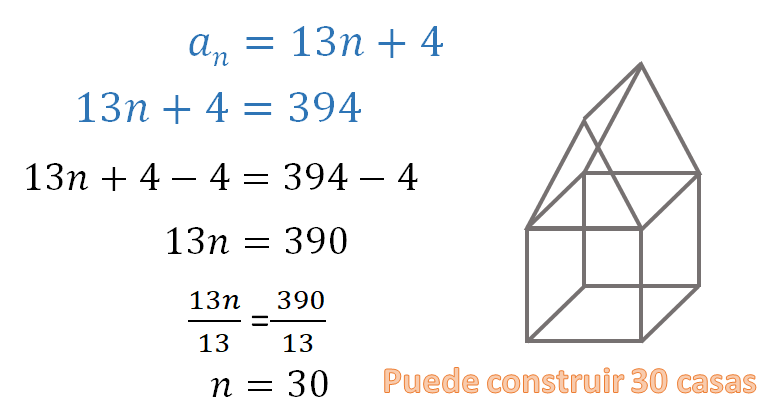 aₙ = 13n + 4
13n + 4 = 394
13n + 4 − 4 = 394 − 4
13n = 390
13n/13 = 390/13
n = 30
Puede construir 30 casas